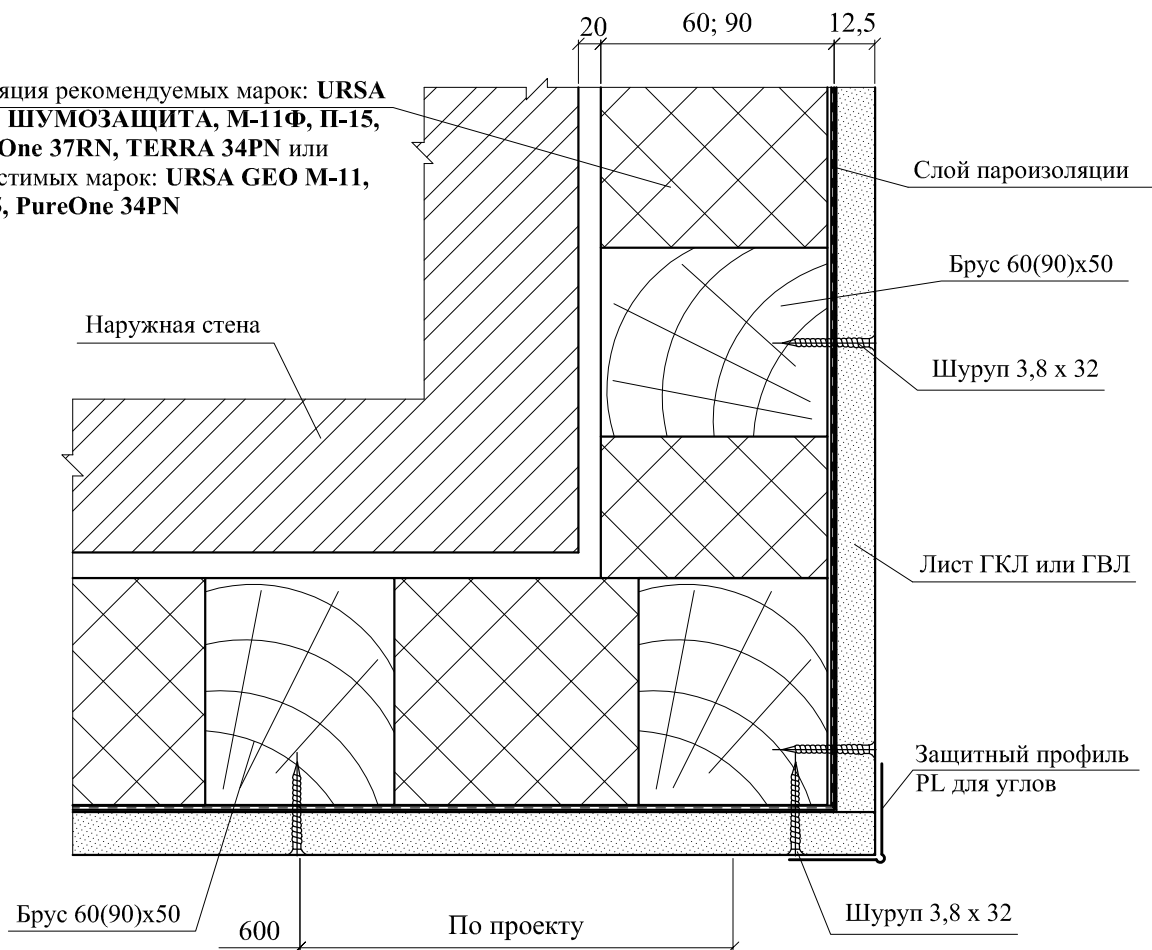 20
60; 90
12,5
яция рекомендуемых марок: URSA
ШУМОЗАЩИТА, М-11Ф, П-15,
One 37RN, TERRA 34PN или
стимых марок: URSA GEO М-11,
, PureOne 34PN
Слой пароизоляции
Брус 60(90)х50
Наружная стена
Шуруп 3,8 х 32
Лист ГКЛ или ГВЛ
Защитный профиль
PL для углов
Брус 60(90)х50
600
По проекту
Шуруп 3,8 х 32